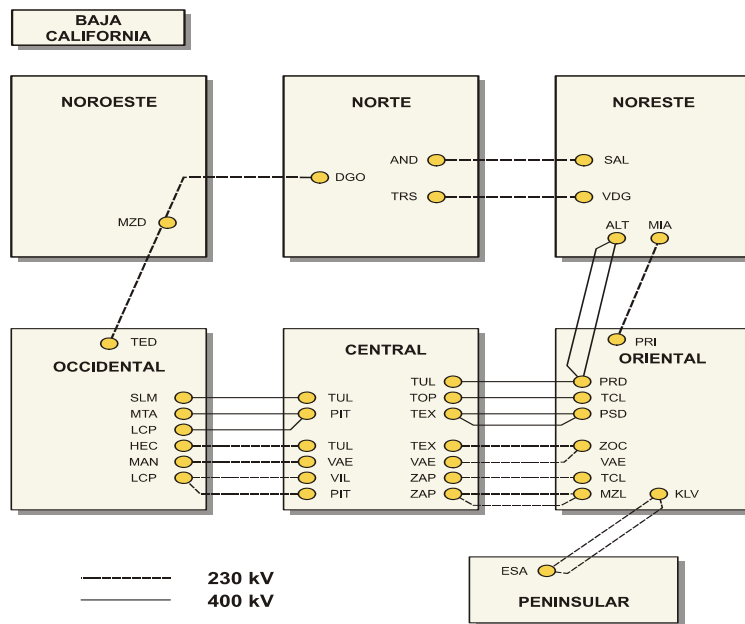 BAJA
CALIFORNIA
NOROESTE
NORTE
NORESTE
AND
SAL
DGO
TRS
VDG
MZD
ALT
MIA
TED
OCCIDENTAL
CENTRAL
PRI
ORIENTAL
TUL
PRD
SLM
TUL
TOP
TCL
MTA
PIT
TEX
PSD
LCP
HEC
TUL
TEX
ZOC
MAN
VAE
VAE
VAE
LCP
VIL
ZAP
TCL
PIT
ZAP
MZL
KLV
ESA
PENINSULAR
230 kV
400 kV